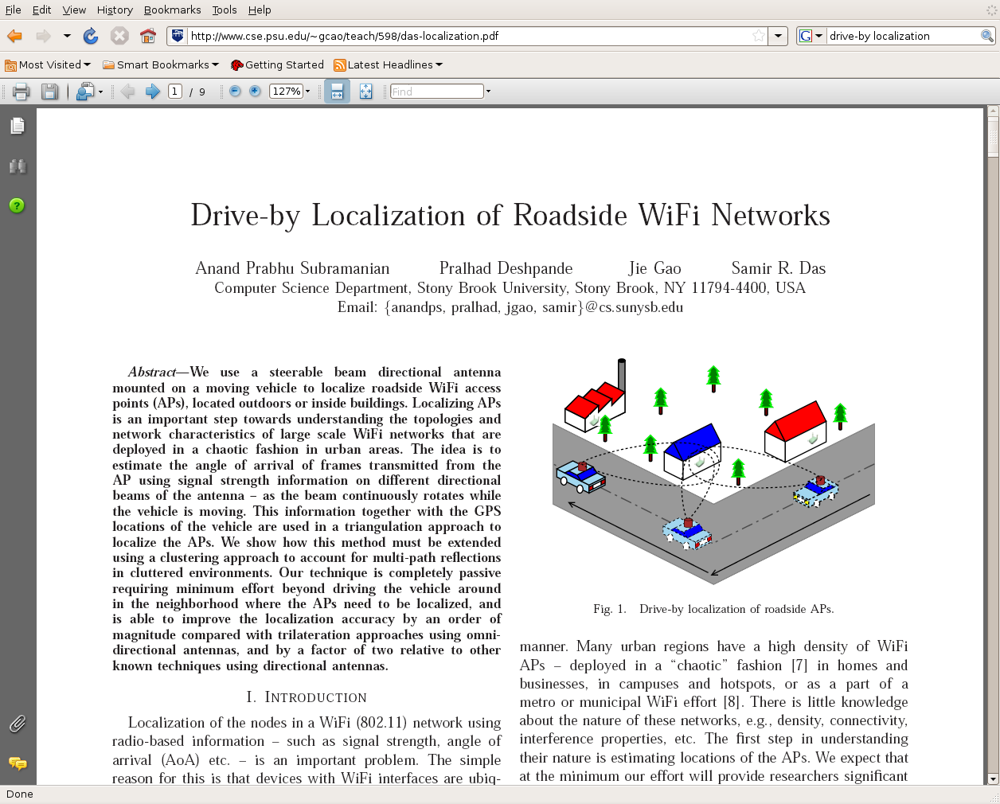 File Edit View History Bookmarks Tools Help
http://www.cse.psu.edu/~gcao/teach/598/das-localization.pdf
G drive-by localization
Most Visited Smart Bookmarks Getting Started Latest Headlines
1 / 9 127% Find
Drive-by Localization of Roadside WiFi Networks
Anand Prabhu Subramanian Pralhad Deshpande Jie Gao Samir R. Das
Computer Science Department, Stony Brook University, Stony Brook, NY 11794-4400, USA
Email: {anandps, pralhad, jgao, samir}@cs.sunysb.edu
Abstract—We use a steerable beam directional antenna
mounted on a moving vehicle to localize roadside WiFi access
points (APs), located outdoors or inside buildings. Localizing APs
is an important step towards understanding the topologies and
network characteristics of large scale WiFi networks that are
deployed in a chaotic fashion in urban areas. The idea is to
estimate the angle of arrival of frames transmitted from the
AP using signal strength information on different directional
beams of the antenna – as the beam continuously rotates while
the vehicle is moving. This information together with the GPS
locations of the vehicle are used in a triangulation approach to
localize the APs. We show how this method must be extended
using a clustering approach to account for multi-path reflections
in cluttered environments. Our technique is completely passive
requiring minimum effort beyond driving the vehicle around
in the neighborhood where the APs need to be localized, and
is able to improve the localization accuracy by an order of
magnitude compared with trilateration approaches using omni-
directional antennas, and by a factor of two relative to other
known techniques using directional antennas.
I. INTRODUCTION
Localization of the nodes in a WiFi (802.11) network using
radio-based information – such as signal strength, angle of
arrival (AoA) etc. – is an important problem. The simple
reason for this is that devices with WiFi interfaces are ubiq-
Fig. 1. Drive-by localization of roadside APs.
manner. Many urban regions have a high density of WiFi
APs – deployed in a “chaotic” fashion [7] in homes and
businesses, in campuses and hotspots, or as a part of a
metro or municipal WiFi effort [8]. There is little knowledge
about the nature of these networks, e.g., density, connectivity,
interference properties, etc. The first step in understanding
their nature is estimating locations of the APs. We expect that
at the minimum our effort will provide researchers significant
Done